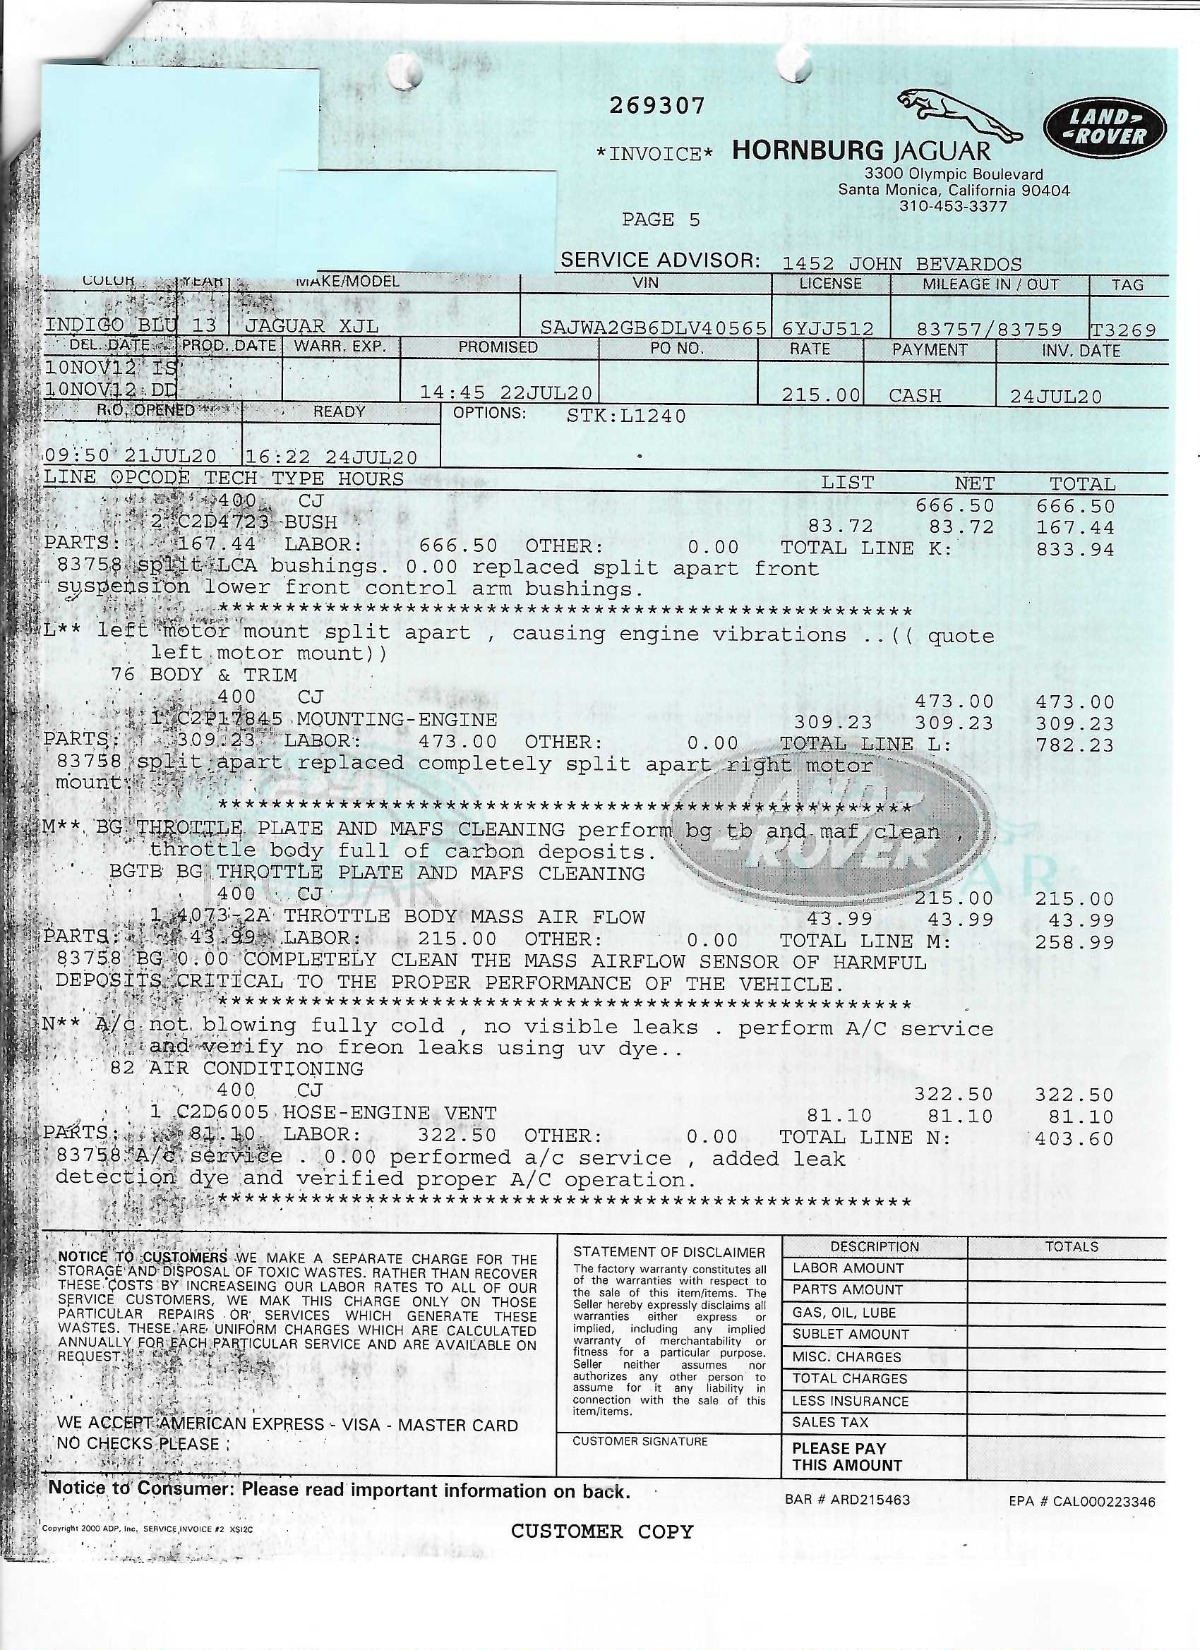 269307
LAND-
-ROVER
*INVOICE* HORNBURG JAGUAR
3300 Olympic Boulevard
Santa Monica, California 90404
310-453-3377
PAGE 5
SERVICE ADVISOR: 1452 JOHN BEVARDOS
COLOR YEAR MAKE/MODEL VIN LICENSE MILEAGE IN / OUT TAG
INDIGO BLU 13 JAGUAR XJL SAJWA2GB6DLV40565 6YJJ512 83757/83759 T3269
DEL. DATE PROD. DATE WARR. EXP. PROMISED PO NO. RATE PAYMENT INV. DATE
10NOV12 IS
10NOV12 DD 14:45 22JUL20 215.00 CASH 24JUL20
R.O. OPENED READY OPTIONS: STK:L1240
09:50 21JUL20 16:22 24JUL20
LINE OPCODE TECH TYPE HOURS LIST NET TOTAL
400 CJ 666.50 666.50
2 C2D4723 BUSH 83.72 83.72 167.44
PARTS: 167.44 LABOR: 666.50 OTHER: 0.00 TOTAL LINE K: 833.94
83758 split LCA bushings. 0.00 replaced split apart front
suspension lower front control arm bushings.
*****************************************************
L** left motor mount split apart , causing engine vibrations ..(( quote
left motor mount))
76 BODY & TRIM
400 CJ 473.00 473.00
1 C2P17845 MOUNTING-ENGINE 309.23 309.23 309.23
PARTS: 309.23 LABOR: 473.00 OTHER: 0.00 TOTAL LINE L: 782.23
83758 split apart replaced completely split apart right motor
mount
*****************************************************
M** BG THROTTLE PLATE AND MAFS CLEANING perform bg tb and maf clean ,
throttle body full of carbon deposits.
BGTB BG THROTTLE PLATE AND MAFS CLEANING
400 CJ 215.00 215.00
1 4073-2A THROTTLE BODY MASS AIR FLOW 43.99 43.99 43.99
PARTS: 43.99 LABOR: 215.00 OTHER: 0.00 TOTAL LINE M: 258.99
83758 BG 0.00 COMPLETELY CLEAN THE MASS AIRFLOW SENSOR OF HARMFUL
DEPOSITS CRITICAL TO THE PROPER PERFORMANCE OF THE VEHICLE.
*****************************************************
N** A/c not blowing fully cold , no visible leaks . perform A/C service
and verify no freon leaks using uv dye..
82 AIR CONDITIONING
400 CJ 322.50 322.50
1 C2D6005 HOSE-ENGINE VENT 81.10 81.10 81.10
PARTS: 81.10 LABOR: 322.50 OTHER: 0.00 TOTAL LINE N: 403.60
83758 A/c service . 0.00 performed a/c service , added leak
detection dye and verified proper A/C operation.
*****************************************************
NOTICE TO CUSTOMERS WE MAKE A SEPARATE CHARGE FOR THE
STORAGE AND DISPOSAL OF TOXIC WASTES. RATHER THAN RECOVER
THESE COSTS BY INCREASEING OUR LABOR RATES TO ALL OF OUR
SERVICE CUSTOMERS, WE MAK THIS CHARGE ONLY ON THOSE
PARTICULAR REPAIRS OR SERVICES WHICH GENERATE THESE
WASTES. THESE ARE UNIFORM CHARGES WHICH ARE CALCULATED
ANNUALLY FOR EACH PARTICULAR SERVICE AND ARE AVAILABLE ON
REQUEST.
WE ACCEPT AMERICAN EXPRESS - VISA - MASTER CARD
NO CHECKS PLEASE
STATEMENT OF DISCLAIMER
The factory warranty constitutes all
of the warranties with respect to
the sale of this item/items. The
Seller hereby expressly disclaims all
warranties either express or
implied, including any implied
warranty of merchantability or
fitness for a particular purpose.
Seller neither assumes nor
authorizes any other person to
assume for it any liability in
connection with the sale of this
item/items.
CUSTOMER SIGNATURE
DESCRIPTION TOTALS
LABOR AMOUNT
PARTS AMOUNT
GAS, OIL, LUBE
SUBLET AMOUNT
MISC. CHARGES
TOTAL CHARGES
LESS INSURANCE
SALES TAX
PLEASE PAY
THIS AMOUNT
Notice to Consumer: Please read important information on back.
BAR # ARD215463 EPA # CAL000223346
Copyright 2000 ADP, Inc. SERVICE INVOICE #2 XSI2C
CUSTOMER COPY